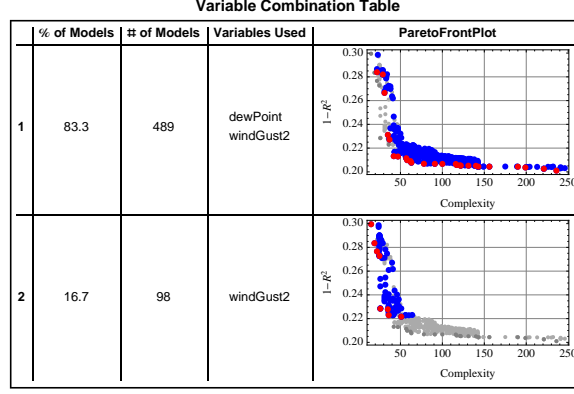 Variable Combination Table
% of Models # of Models Variables Used ParetoFrontPlot
1 83.3 489 dewPoint
windGust2
0.30
0.28
0.26
0.24
0.22
0.20
1-R²
50 100 150 200 250
Complexity
2 16.7 98 windGust2
0.30
0.28
0.26
0.24
0.22
0.20
1-R²
50 100 150 200 250
Complexity